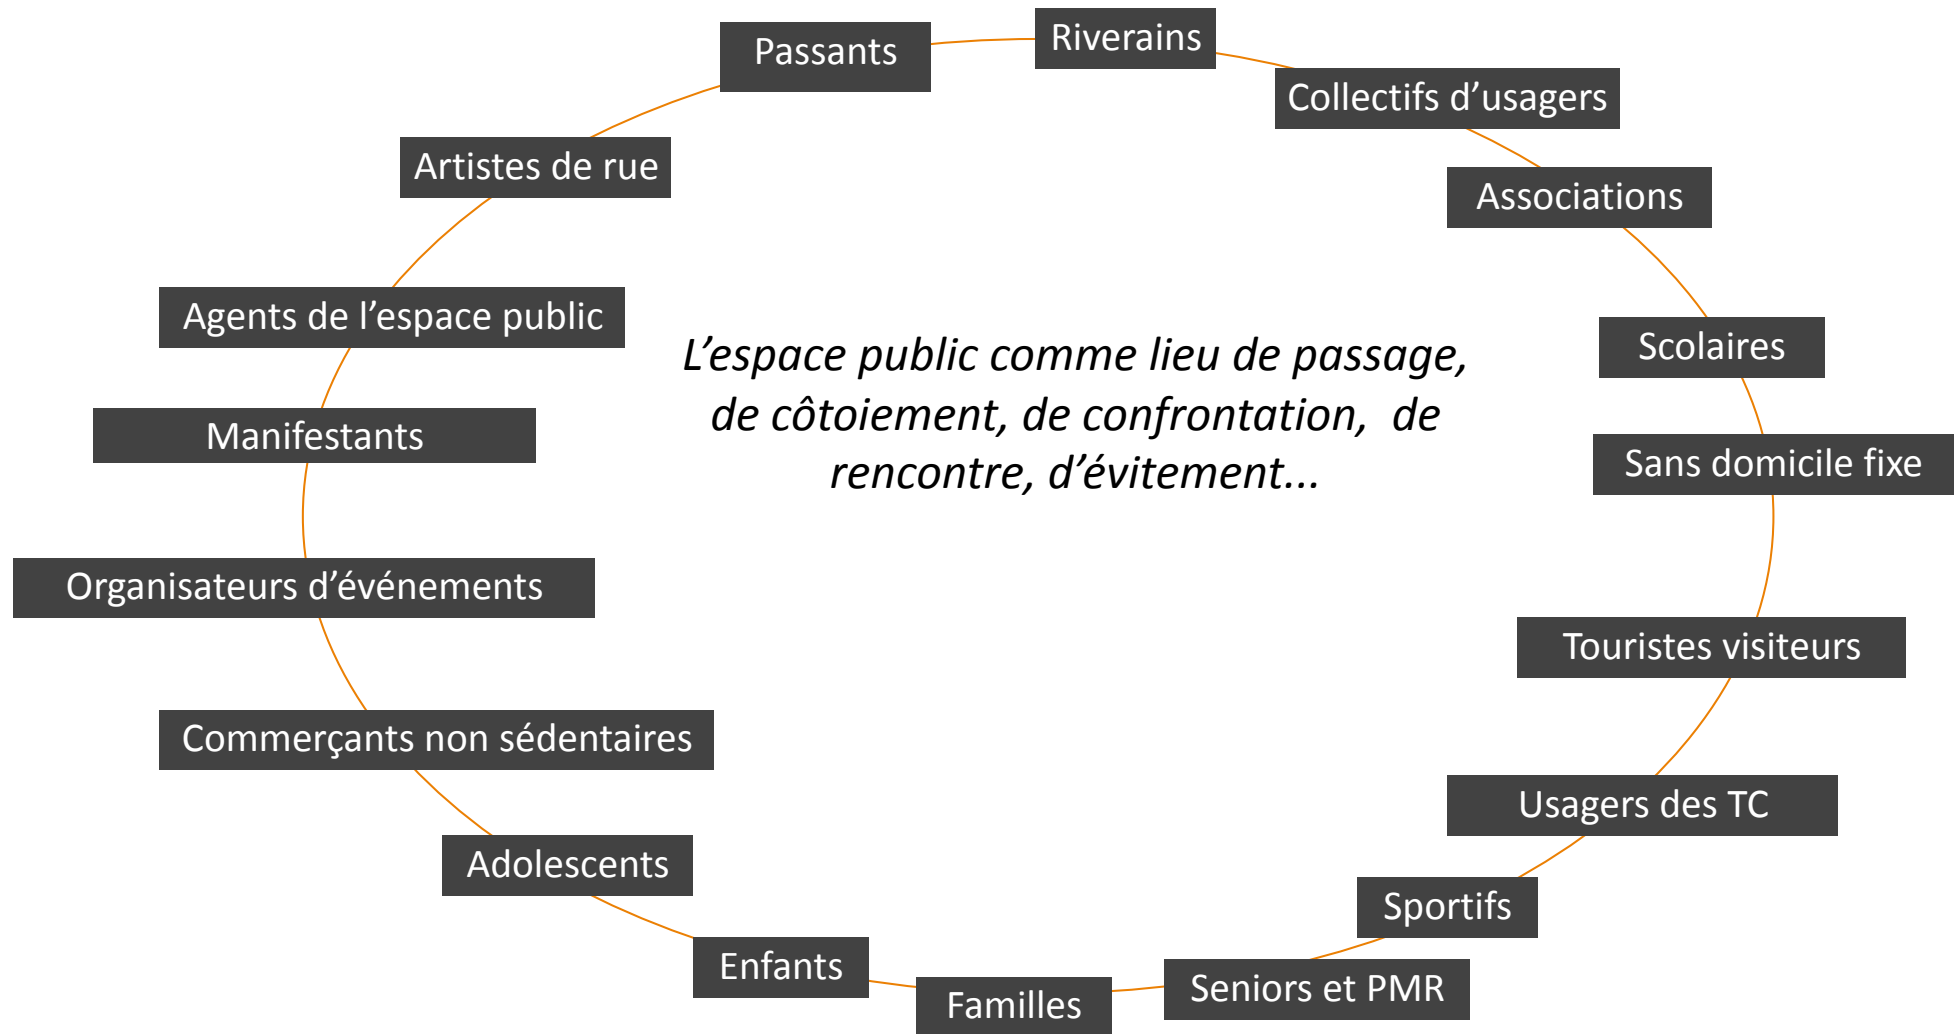 Passants
Riverains
Collectifs d’usagers
Artistes de rue
Associations
Agents de l’espace public
Scolaires
L’espace public comme lieu de passage,
de côtoiement, de confrontation,  de
rencontre, d’évitement...
Manifestants
Sans domicile fixe
Organisateurs d’événements
Touristes visiteurs
Commerçants non sédentaires
Usagers des TC
Adolescents
Sportifs
Enfants
Seniors et PMR
Familles